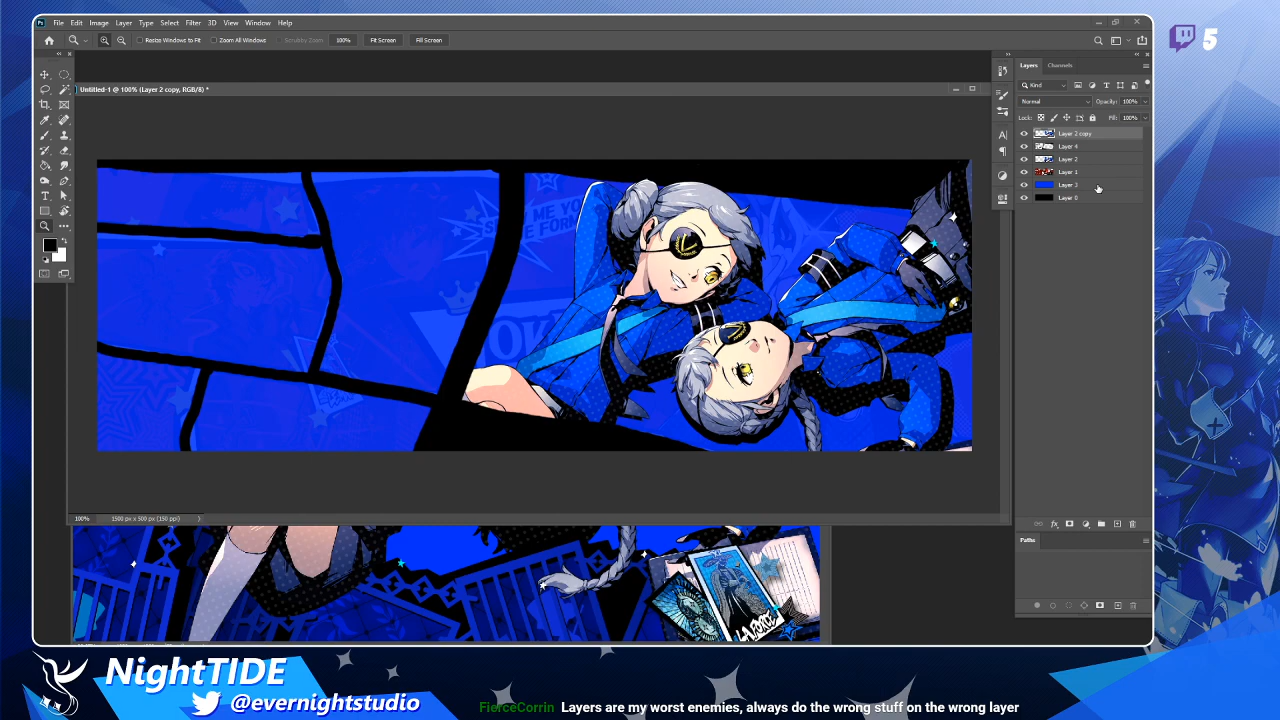 Ps File Edit Image Layer Type Select Filter 3D View Window Help
Resize Windows to Fit Zoom All Windows Scrubby Zoom 100% Fit Screen Fill Screen
5
Untitled-1 @ 100% (Layer 2 copy, RGB/8) *
Layers Channels
Kind
Normal Opacity: 100%
Lock: Fill: 100%
Layer 2 copy
Layer 4
Layer 2
Layer 1
Layer 3
Layer 0
100% 1500 px x 500 px (150 ppi)
Paths
NightTIDE
@evernightstudio
FierceCorrin Layers are my worst enemies, always do the wrong stuff on the wrong layer